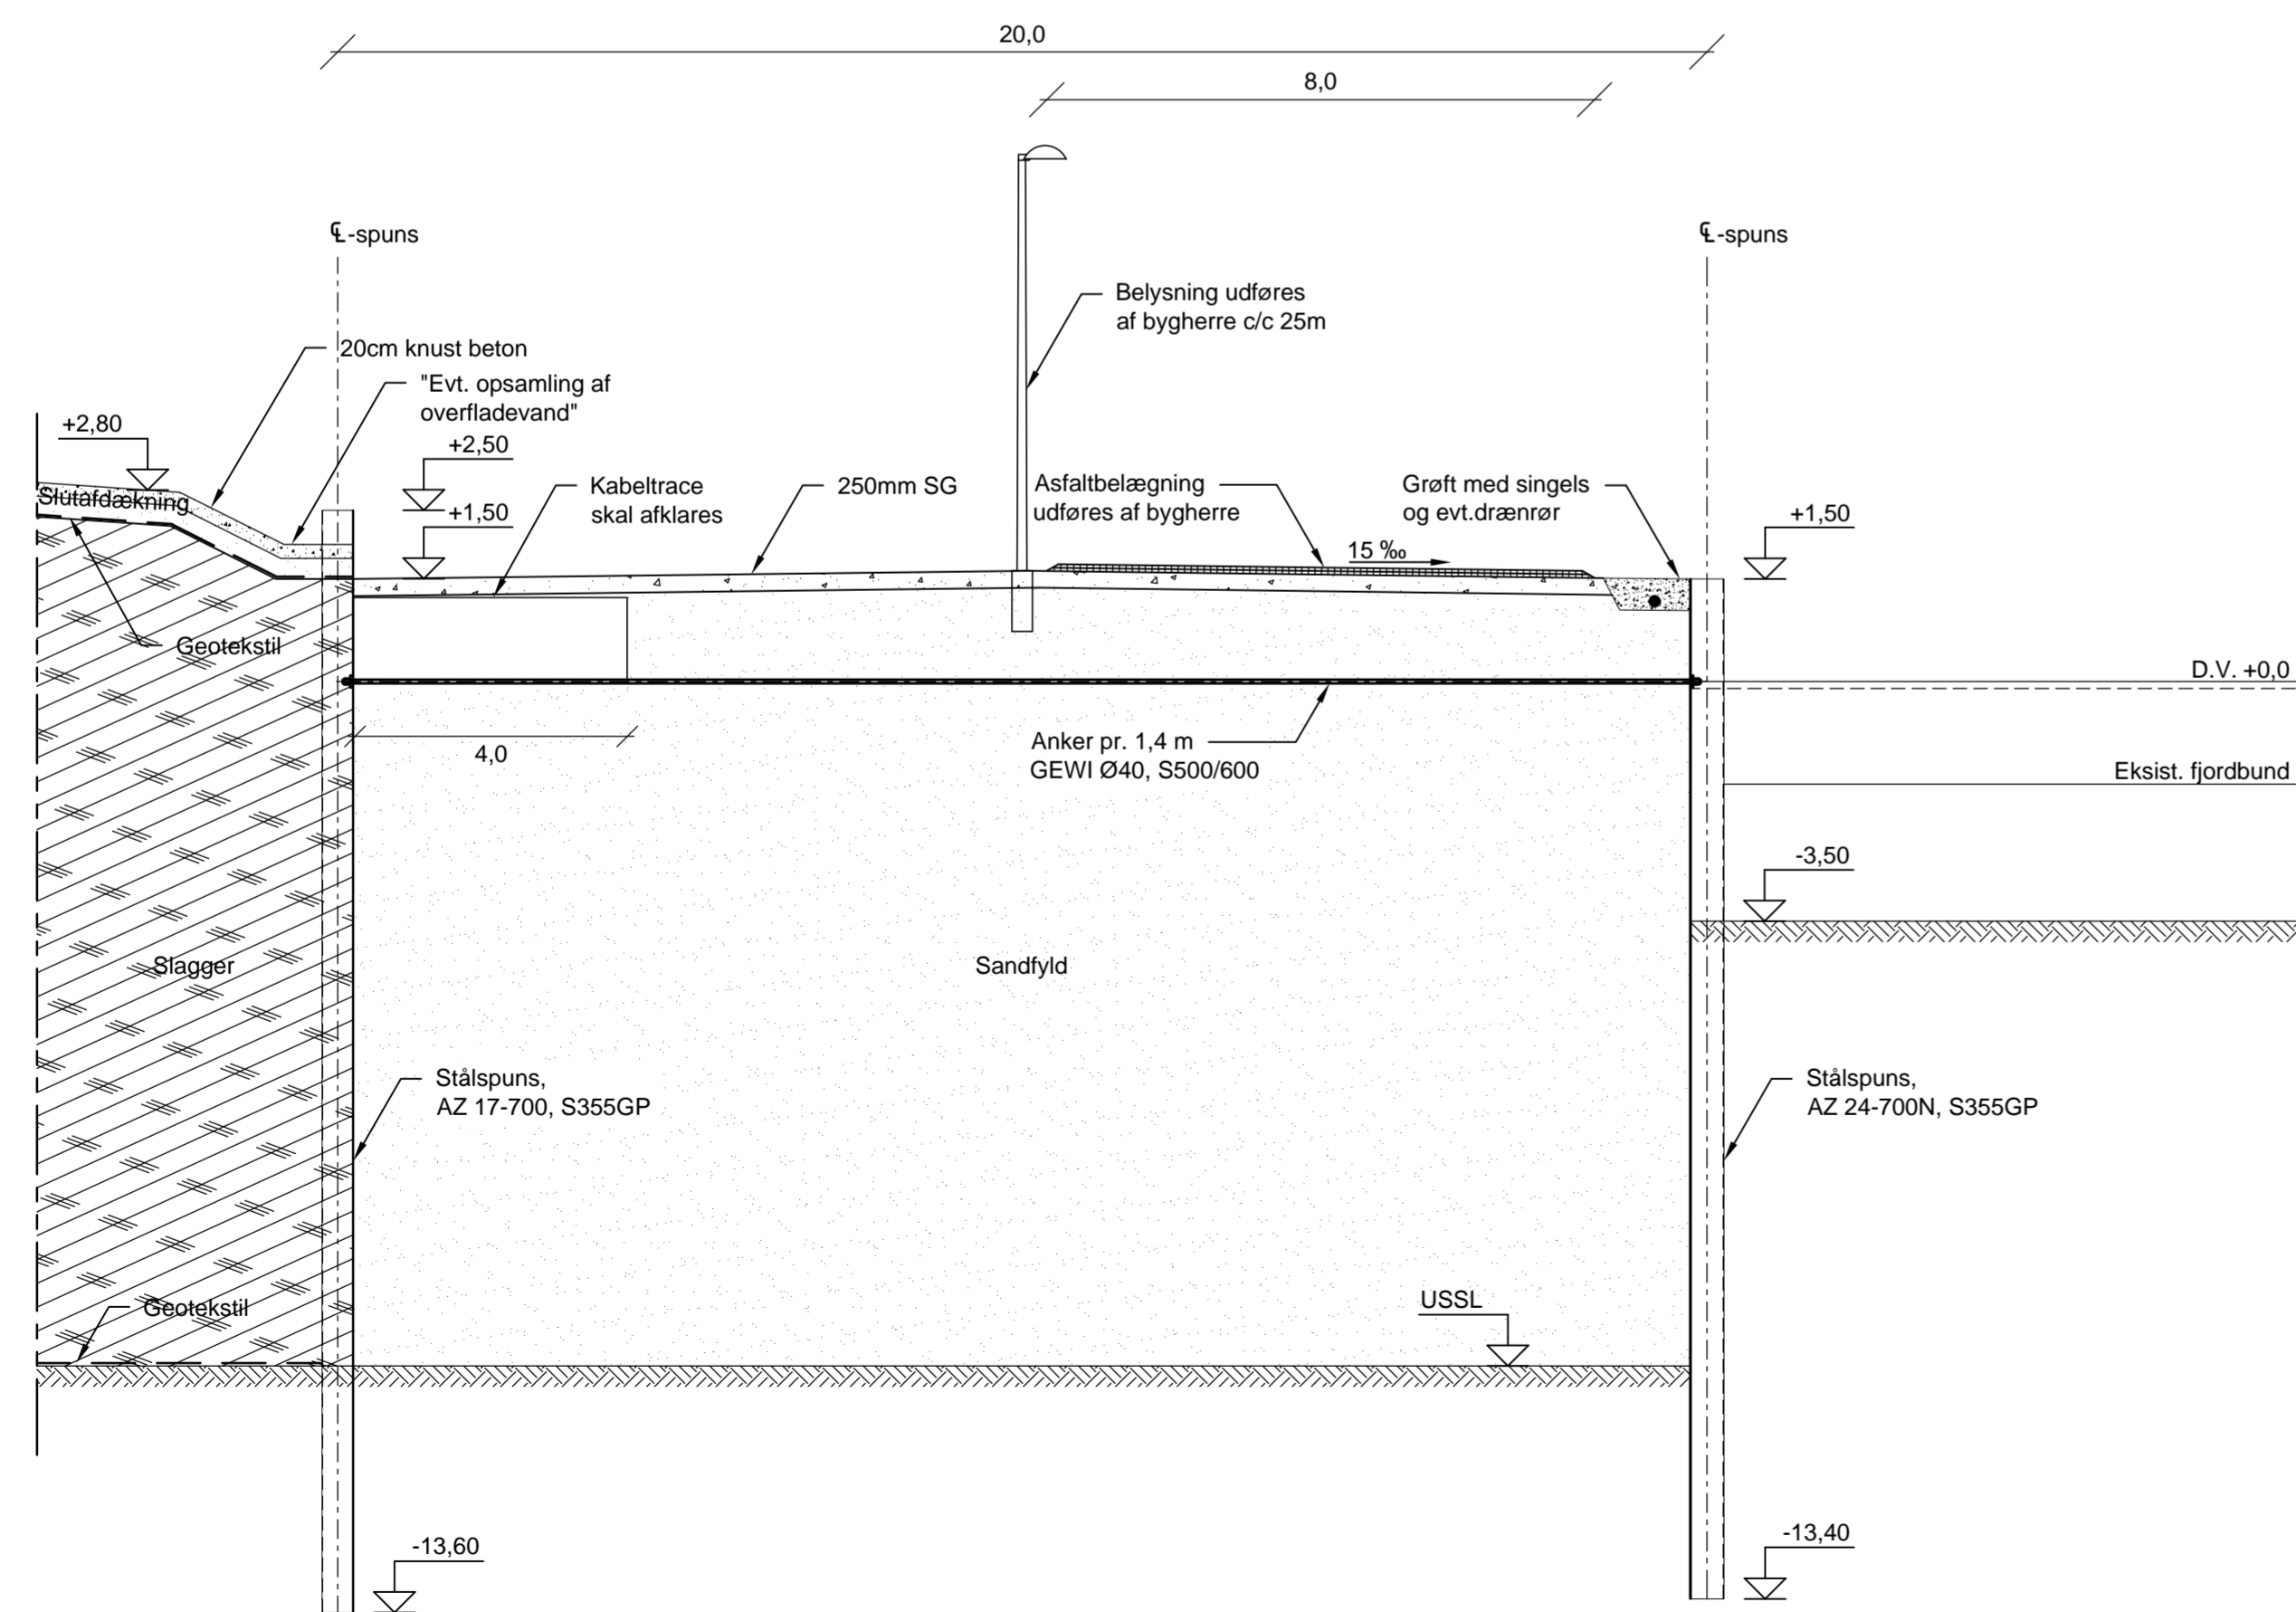 20,0
8,0
℄-spuns
℄-spuns
Belysning udføres
af bygherre c/c 25m
20cm knust beton
"Evt. opsamling af
overfladevand"
+2,80
+2,50
+1,50
Kabeltrace
skal afklares
250mm SG
Asfaltbelægning
udføres af bygherre
Grøft med singels
og evt.drænrør
+1,50
Slutafdækning.
15 ‰
Geotekstil
D.V. +0,0
4,0
Anker pr. 1,4 m
GEWI Ø40, S500/600
Eksist. fjordbund
-3,50
Slagger
Sandfyld
Stålspuns,
AZ 17-700, S355GP
Stålspuns,
AZ 24-700N, S355GP
Geotekstil
USSL
-13,60
-13,40